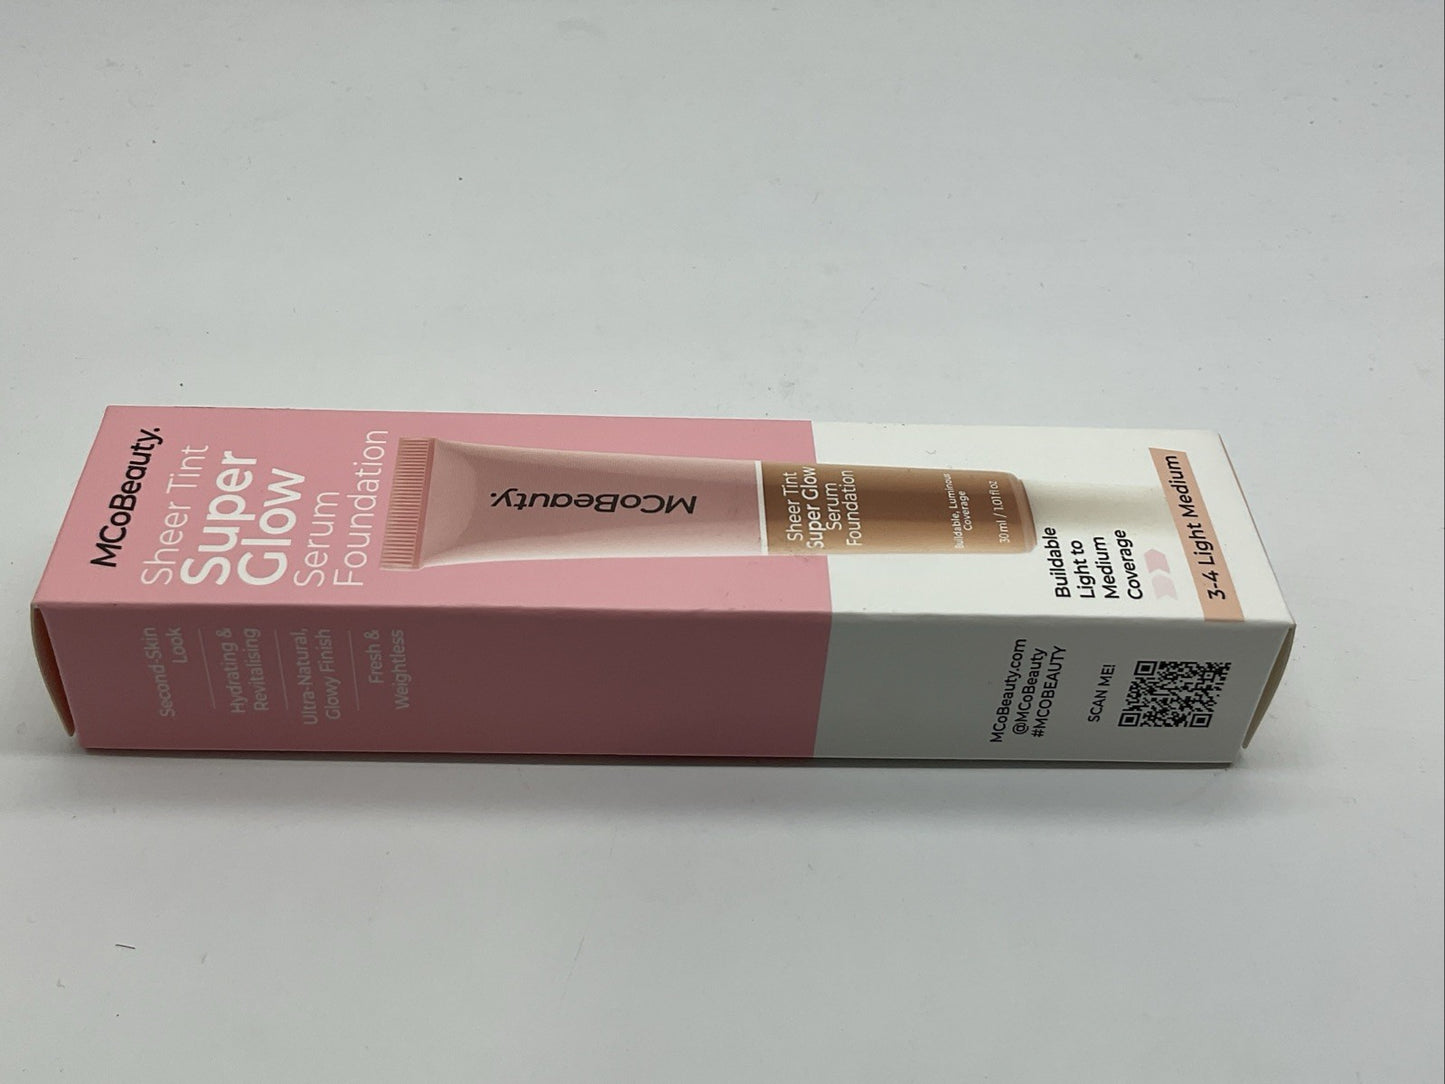 MCoBeauty.
Sheer Tint
Super
Glow
Serum
Foundation
MCoBeauty.
Sheer Tint
Super Glow
Serum
Foundation
Buildable, Luminous
Coverage
30 ml / 1.01 fl oz
Buildable
Light to
Medium
Coverage
3-4 Light Medium
Second-Skin
Look
Hydrating &
Revitalising
Ultra-Natural,
Glowy Finish
Fresh &
Weightless
MCoBeauty.com
@MCoBeauty
#MCOBEAUTY
SCAN ME!